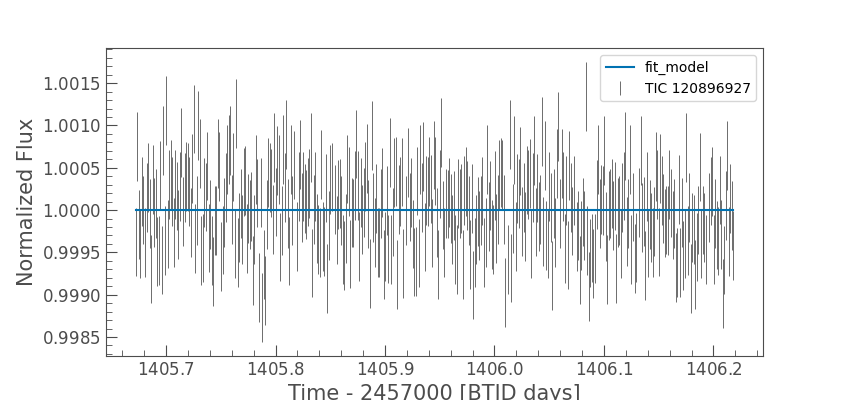 fit_model
TIC 120896927
Normalized Flux
1.0015
1.0010
1.0005
1.0000
0.9995
0.9990
0.9985
1405.7 1405.8 1405.9 1406.0 1406.1 1406.2
Time - 2457000 [BTJD days]